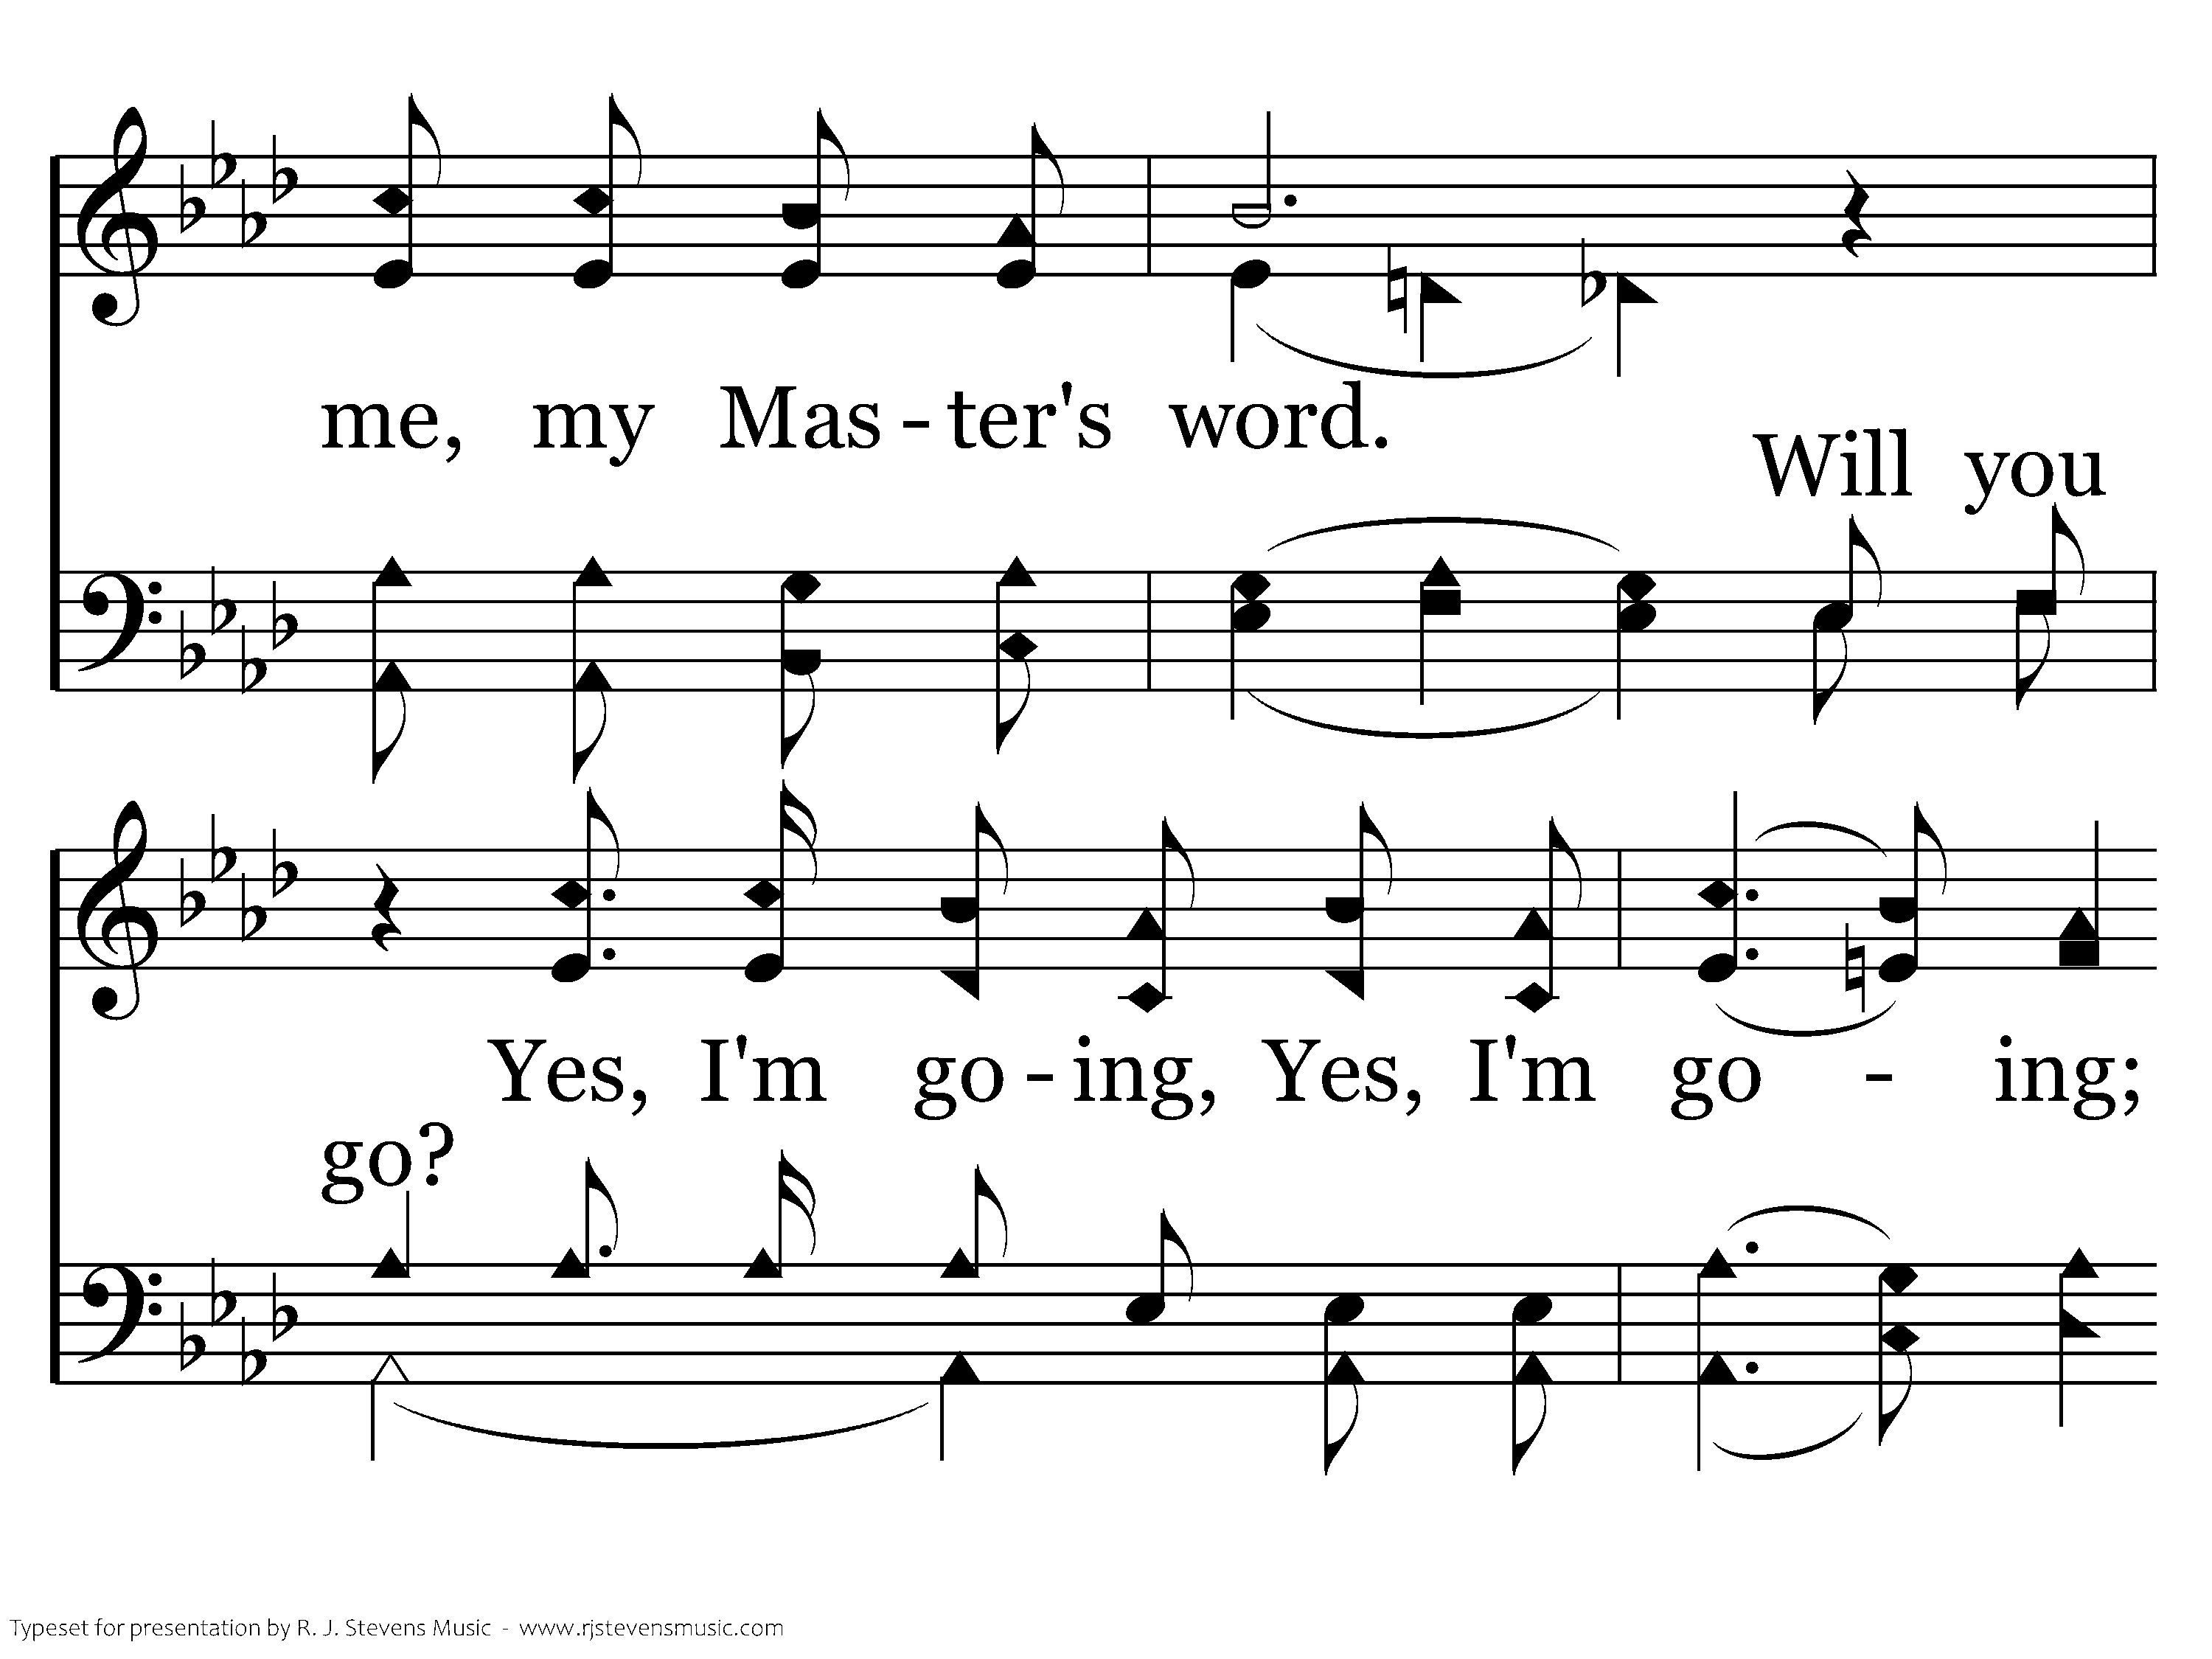 me, my Mas - ter's word.
Will you
Yes, I'm go - ing, Yes, I'm go - ing;
go?
Typeset for presentation by R. J. Stevens Music - www.rjstevensmusic.com